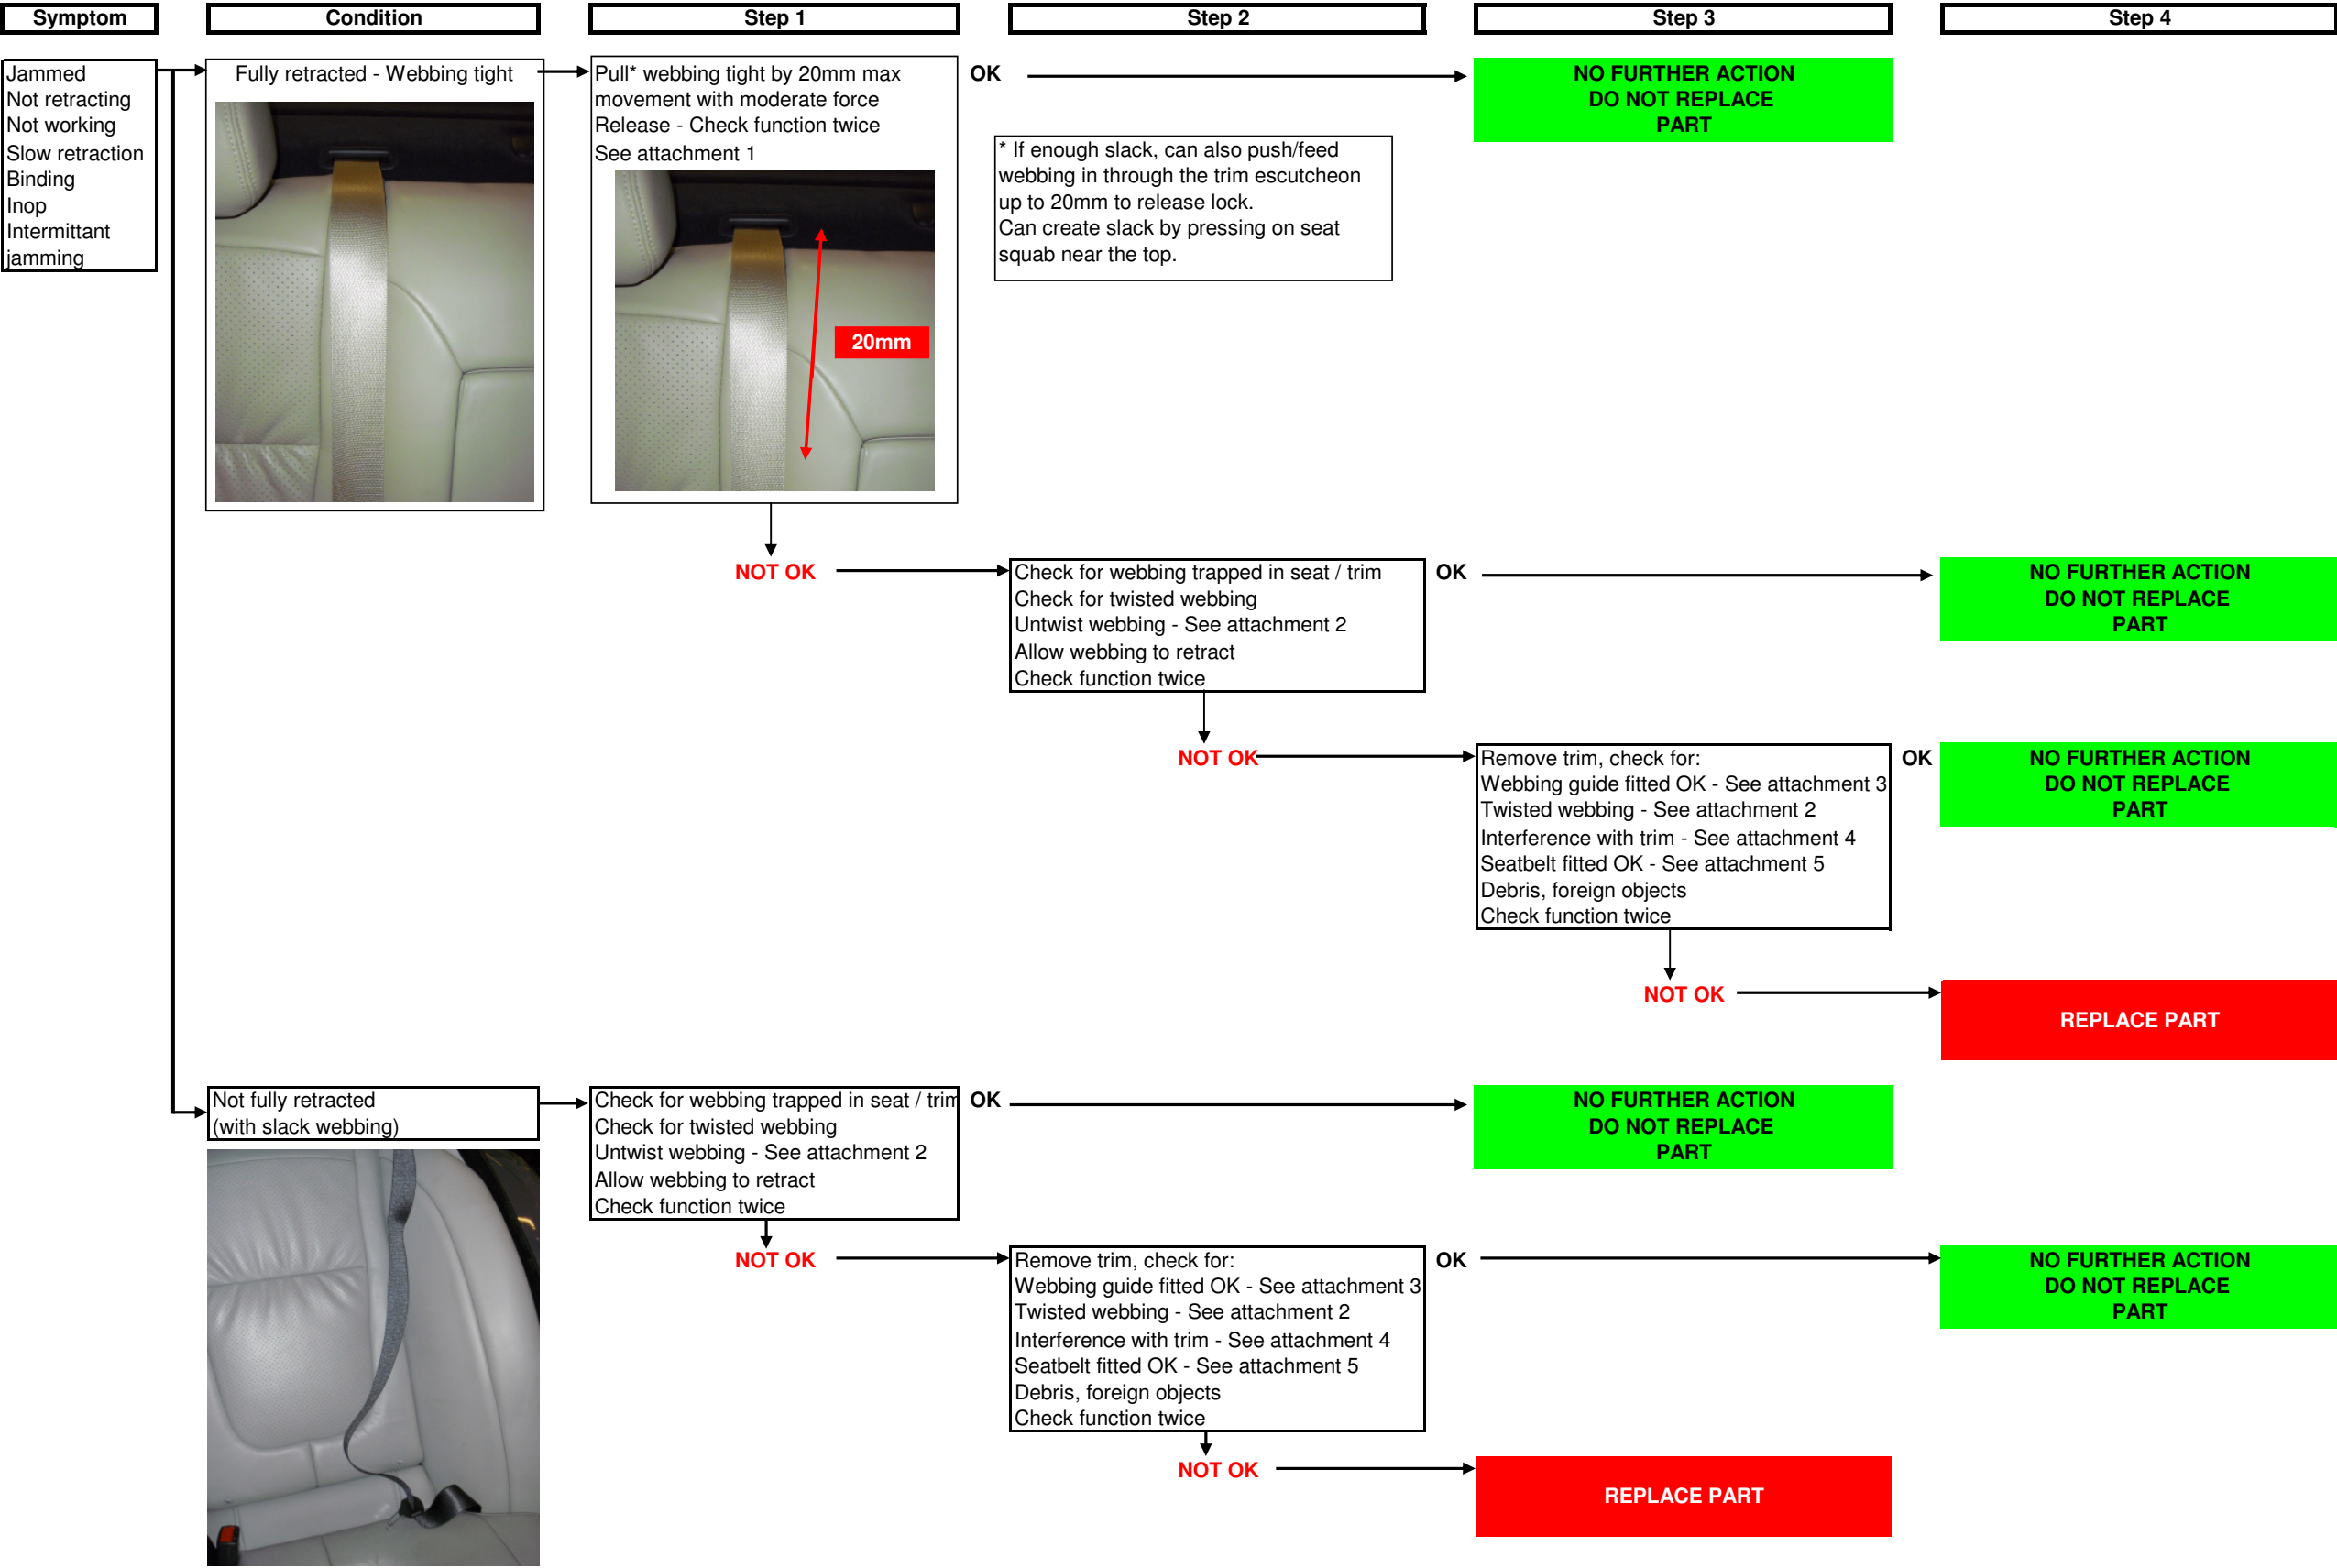 Symptom
Condition
Step 1
Step 2
Step 3
Step 4
Jammed
Not retracting
Not working
Slow retraction
Binding
Inop
Intermittant
jamming
Fully retracted - Webbing tight
Pull* webbing tight by 20mm max
movement with moderate force
Release - Check function twice
See attachment 1
20mm
OK
* If enough slack, can also push/feed
webbing in through the trim escutcheon
up to 20mm to release lock.
Can create slack by pressing on seat
squab near the top.
NO FURTHER ACTION
DO NOT REPLACE
PART
NOT OK
Check for webbing trapped in seat / trim
Check for twisted webbing
Untwist webbing - See attachment 2
Allow webbing to retract
Check function twice
OK
NO FURTHER ACTION
DO NOT REPLACE
PART
NOT OK
Remove trim, check for:
Webbing guide fitted OK - See attachment 3
Twisted webbing - See attachment 2
Interference with trim - See attachment 4
Seatbelt fitted OK - See attachment 5
Debris, foreign objects
Check function twice
OK
NO FURTHER ACTION
DO NOT REPLACE
PART
NOT OK
REPLACE PART
Not fully retracted
(with slack webbing)
Check for webbing trapped in seat / trim
Check for twisted webbing
Untwist webbing - See attachment 2
Allow webbing to retract
Check function twice
OK
NO FURTHER ACTION
DO NOT REPLACE
PART
NOT OK
Remove trim, check for:
Webbing guide fitted OK - See attachment 3
Twisted webbing - See attachment 2
Interference with trim - See attachment 4
Seatbelt fitted OK - See attachment 5
Debris, foreign objects
Check function twice
OK
NO FURTHER ACTION
DO NOT REPLACE
PART
NOT OK
REPLACE PART